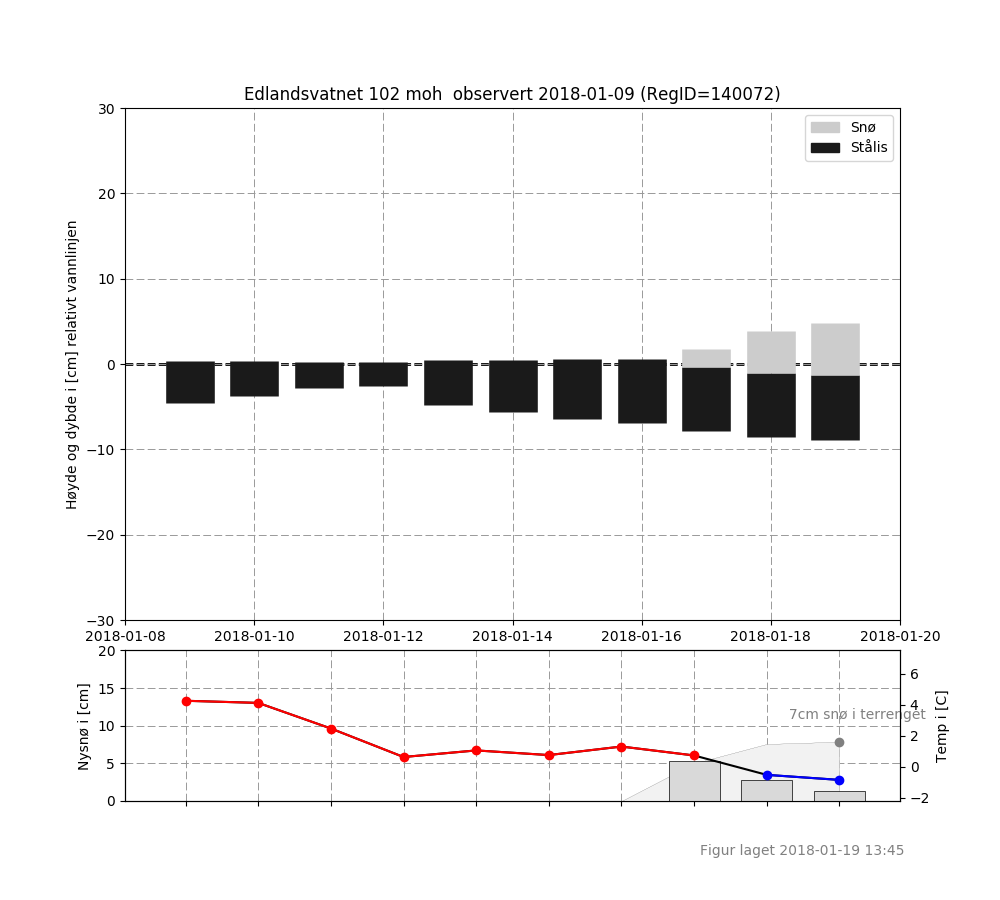 Edlandsvatnet 102 moh  observert 2018-01-09 (RegID=140072)
30
20
10
0
−10
−20
−30
Høyde og dybde i [cm] relativt vannlinjen
Snø
Stålis
2018-01-08 2018-01-10 2018-01-12 2018-01-14 2018-01-16 2018-01-18 2018-01-20
20
15
10
5
0
Nysnø i [cm]
7cm snø i terrenget
6
4
2
0
−2
Temp i [C]
Figur laget 2018-01-19 13:45